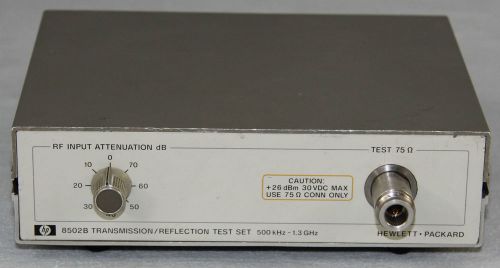 RF INPUT ATTENUATION dB
0
10 70
20 60
30 50
40
CAUTION:
+26 dBm 30VDC MAX
USE 75 Ω CONN ONLY
TEST 75 Ω
hp 8502B TRANSMISSION/REFLECTION TEST SET 500 kHz - 1.3 GHz
HEWLETT • PACKARD